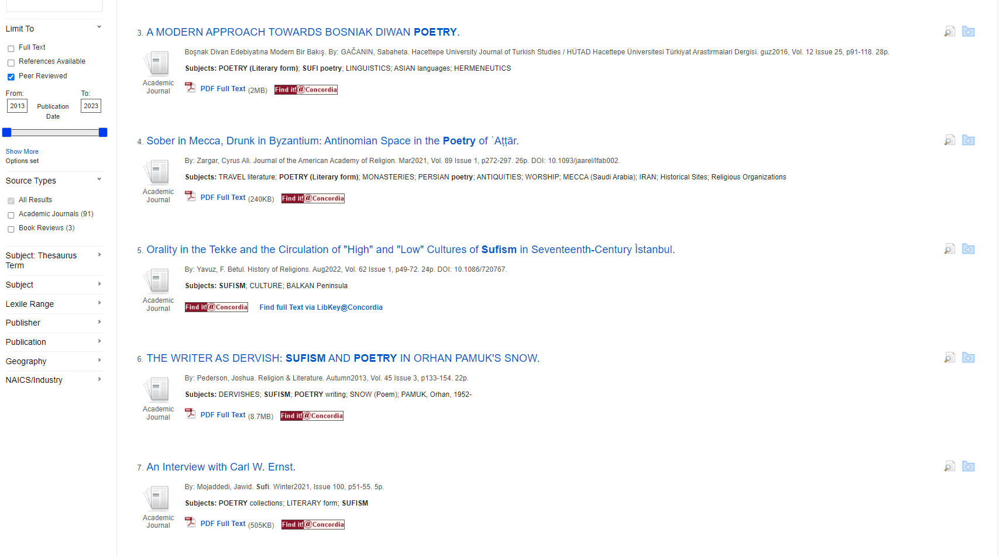 Limit To
Full Text
References Available
Peer Reviewed
From:
To:
2013
Publication
Date
2023
Show More
Options set
Source Types
All Results
Academic Journals (91)
Book Reviews (3)
Subject: Thesaurus
Term
Subject
Lexile Range
Publisher
Publication
Geography
NAICS/Industry
3. A MODERN APPROACH TOWARDS BOSNIAK DIWAN POETRY.
Boşnak Divan Edebiyatına Modern Bir Bakış. By: GAČANIN, Sabaheta. Hacettepe University Journal of Turkish Studies / HÜTAD Hacettepe Üniversitesi Türkiyat Arastirmalari Dergisi. guz2016, Vol. 12 Issue 25, p91-118. 28p.
Subjects: POETRY (Literary form); SUFI poetry; LINGUISTICS; ASIAN languages; HERMENEUTICS
Academic
Journal
PDF Full Text (2MB) Find it!@Concordia
4. Sober in Mecca, Drunk in Byzantium: Antinomian Space in the Poetry of ʿAṭṭār.
By: Zargar, Cyrus Ali. Journal of the American Academy of Religion. Mar2021, Vol. 89 Issue 1, p272-297. 26p. DOI: 10.1093/jaarel/lfab002.
Subjects: TRAVEL literature; POETRY (Literary form); MONASTERIES; PERSIAN poetry; ANTIQUITIES; WORSHIP; MECCA (Saudi Arabia); IRAN; Historical Sites; Religious Organizations
Academic
Journal
PDF Full Text (240KB) Find it!@Concordia
5. Orality in the Tekke and the Circulation of "High" and "Low" Cultures of Sufism in Seventeenth-Century İstanbul.
By: Yavuz, F. Betul. History of Religions. Aug2022, Vol. 62 Issue 1, p49-72. 24p. DOI: 10.1086/720767.
Subjects: SUFISM; CULTURE; BALKAN Peninsula
Academic
Journal
Find it!@Concordia Find full Text via LibKey@Concordia
6. THE WRITER AS DERVISH: SUFISM AND POETRY IN ORHAN PAMUK'S SNOW.
By: Pederson, Joshua. Religion & Literature. Autumn2013, Vol. 45 Issue 3, p133-154. 22p.
Subjects: DERVISHES; SUFISM; POETRY writing; SNOW (Poem); PAMUK, Orhan, 1952-
Academic
Journal
PDF Full Text (8.7MB) Find it!@Concordia
7. An Interview with Carl W. Ernst.
By: Mojaddedi, Jawid. Sufi. Winter2021, Issue 100, p51-55. 5p.
Subjects: POETRY collections; LITERARY form; SUFISM
Academic
Journal
PDF Full Text (505KB) Find it!@Concordia